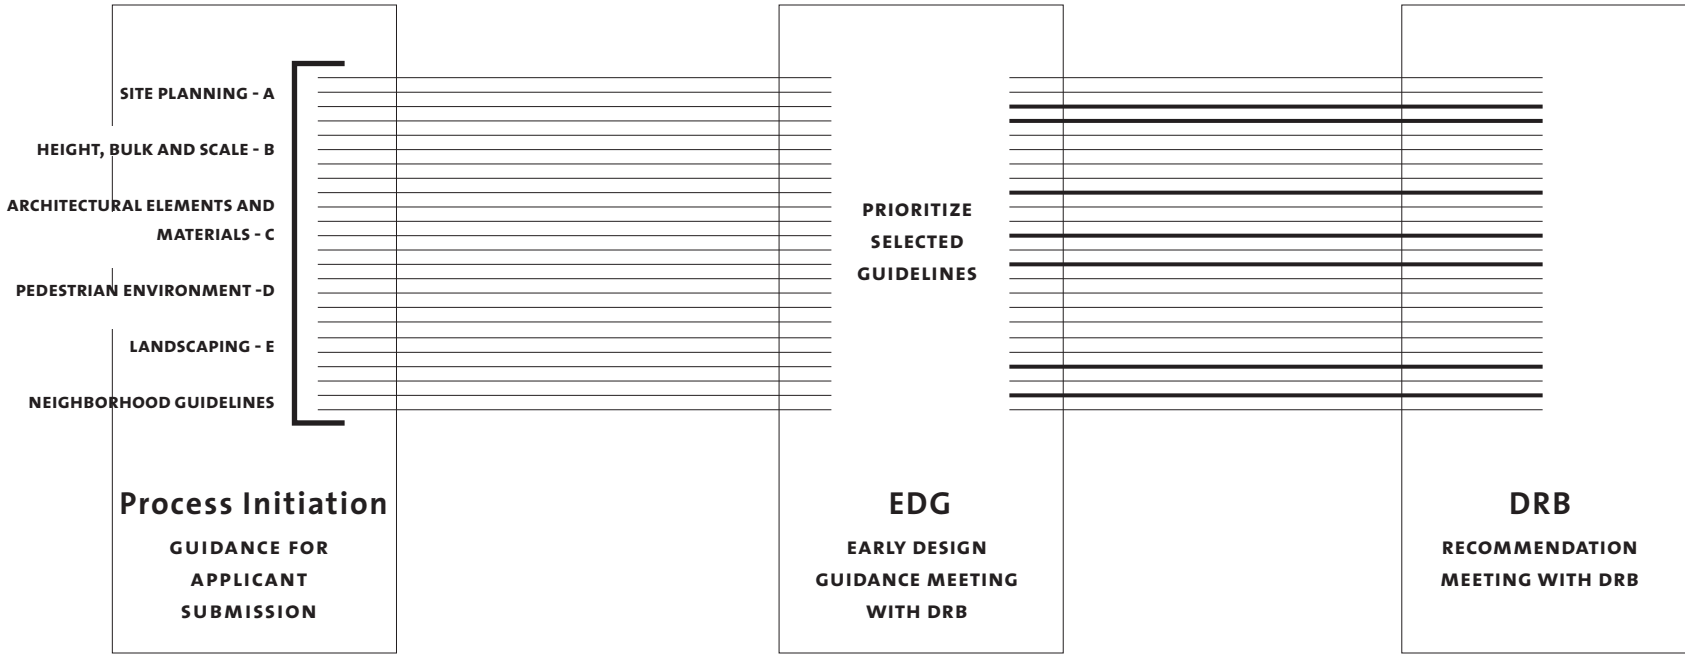 SITE PLANNING - A
HEIGHT, BULK AND SCALE - B
ARCHITECTURAL ELEMENTS AND
MATERIALS - C
PEDESTRIAN ENVIRONMENT -D
LANDSCAPING - E
NEIGHBORHOOD GUIDELINES
PRIORITIZE
SELECTED
GUIDELINES
Process Initiation
GUIDANCE FOR
APPLICANT
SUBMISSION
EDG
EARLY DESIGN
GUIDANCE MEETING
WITH DRB
DRB
RECOMMENDATION
MEETING WITH DRB